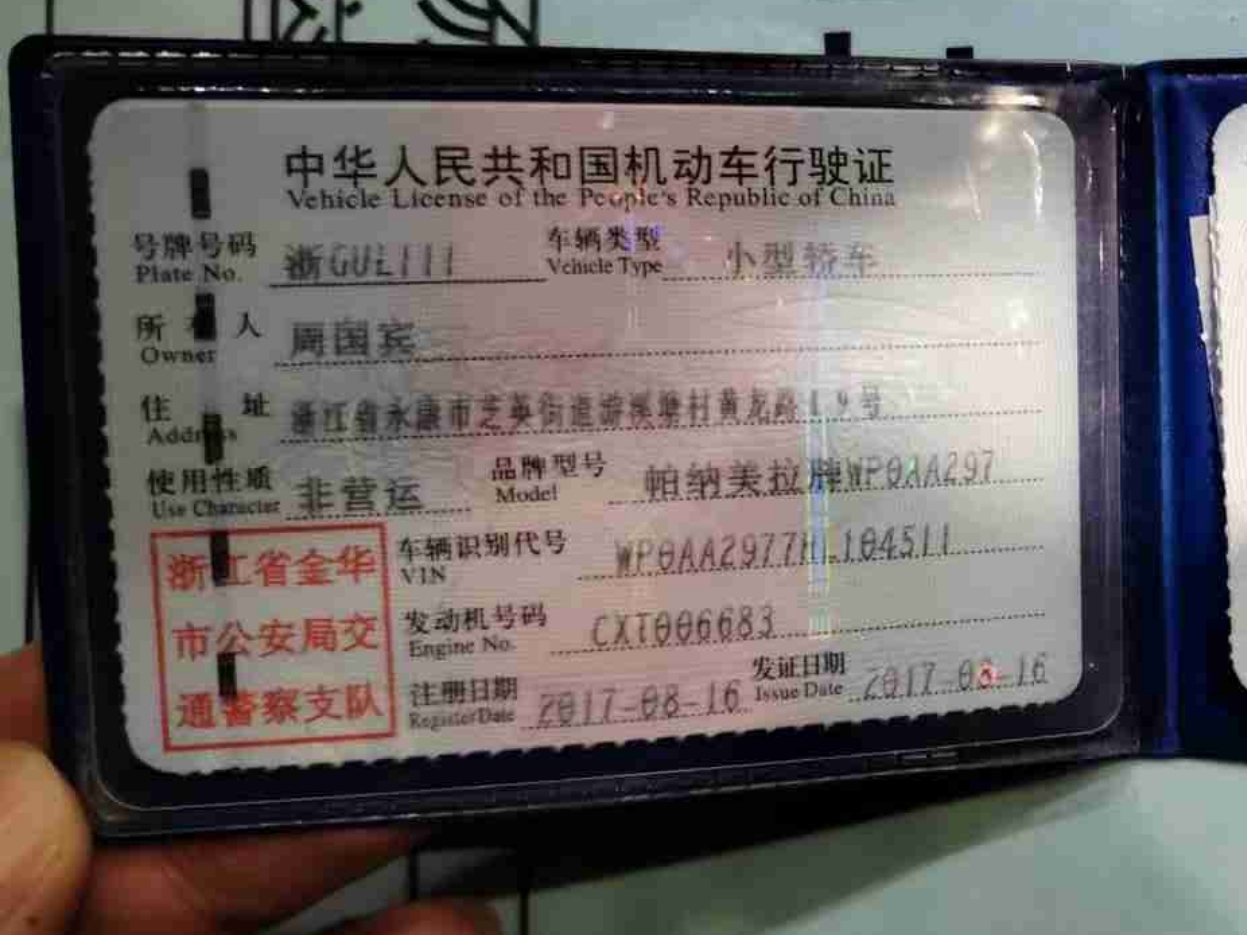 中华人民共和国机动车行驶证
Vehicle License of the People's Republic of China
号牌号码 浙GUL111 车辆类型 小型轿车
Plate No. Vehicle Type
所有人 周国宾
Owner
住址 浙江省永康市芝英街道游溪塘村黄龙路19号
Address
使用性质 非营运 品牌型号 帕纳美拉牌WP0AA297
Use Character Model
浙江省金华
市公安局交
通警察支队
车辆识别代号 WP0AA2977HL104511
VIN
发动机号码 CXT006683
Engine No.
注册日期 2017-08-16 发证日期 2017-08-16
Register Date Issue Date